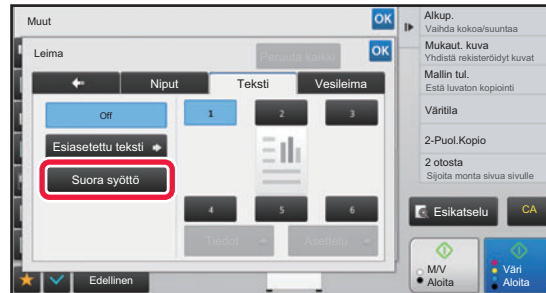 Muut
OK
Leima
Peruuta kaikki
OK
Niput
Teksti
Vesileima
Off
Esiasetettu teksti
Suora syöttö
1
2
3
4
5
6
Tiedot
Asettelu
Edellinen
Alkup.
Vaihda kokoa/suuntaa
Mukaut. kuva
Yhdistä rekisteröidyt kuvat
Mallin tul.
Estä luvaton kopiointi
Väritila
2-Puol.Kopio
2 otosta
Sijoita monta sivua sivulle
Esikatselu
CA
M/V
Aloita
Väri
Aloita